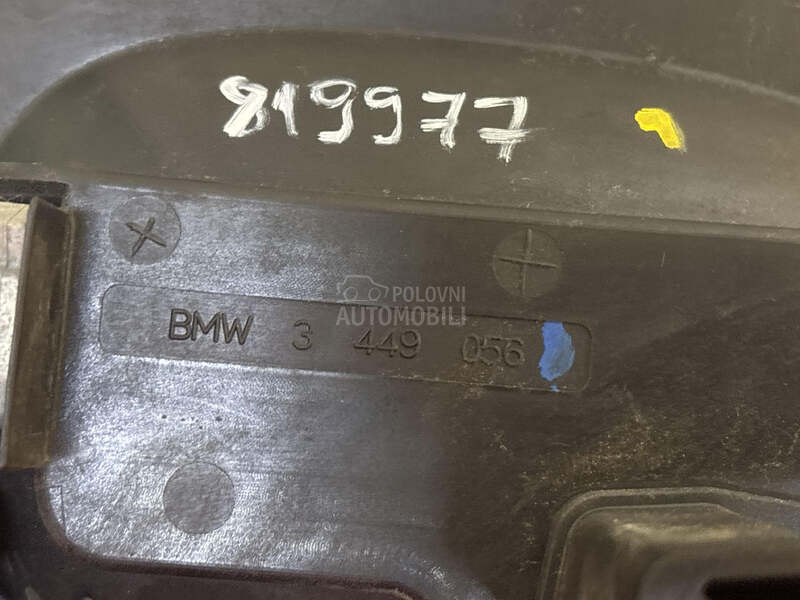 819977
POLOVNI
AUTOMOBILI
BMW 3 449 056